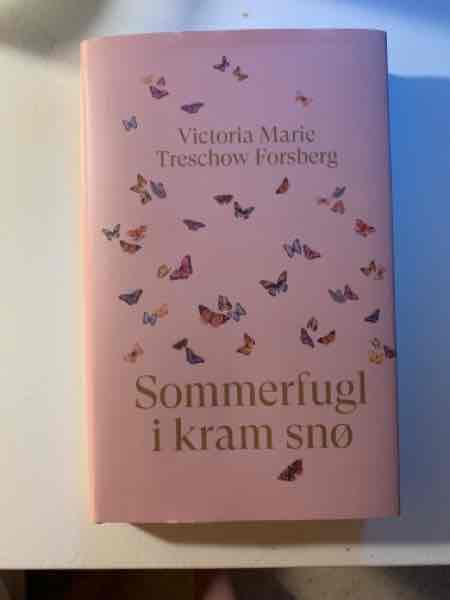 Victoria Marie
Treschow Forsberg
Sommerfugl
i kram snø